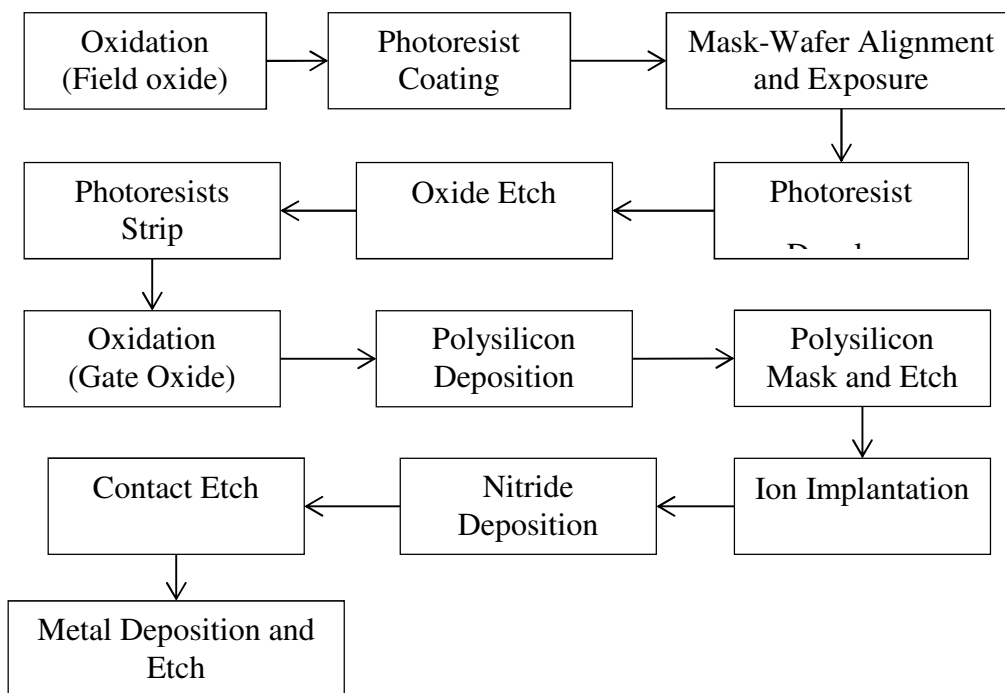 Oxidation
(Field oxide)
Photoresist
Coating
Mask-Wafer Alignment
and Exposure
Photoresist
Oxide Etch
Photoresists
Strip
Oxidation
(Gate Oxide)
Polysilicon
Deposition
Polysilicon
Mask and Etch
Ion Implantation
Nitride
Deposition
Contact Etch
Metal Deposition and
Etch